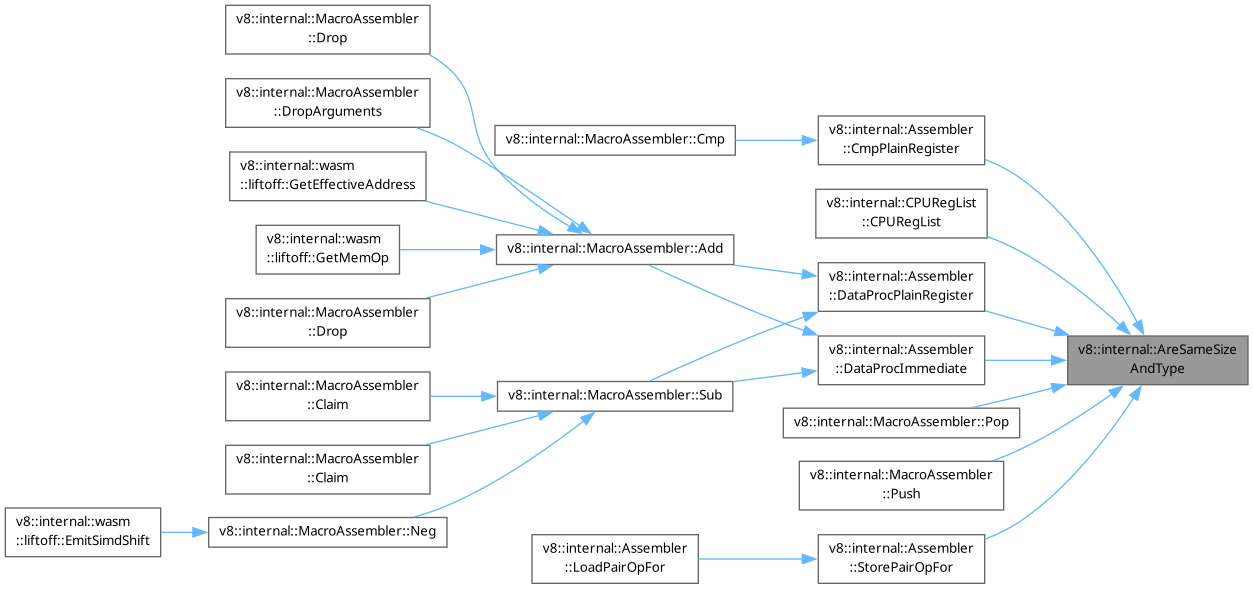 v8::internal::MacroAssembler
::Drop
v8::internal::MacroAssembler
::DropArguments
v8::internal::wasm
::liftoff::GetEffectiveAddress
v8::internal::wasm
::liftoff::GetMemOp
v8::internal::MacroAssembler
::Drop
v8::internal::MacroAssembler
::Claim
v8::internal::MacroAssembler
::Claim
v8::internal::wasm
::liftoff::EmitSimdShift
v8::internal::MacroAssembler::Neg
v8::internal::MacroAssembler::Cmp
v8::internal::MacroAssembler::Add
v8::internal::MacroAssembler::Sub
v8::internal::Assembler
::LoadPairOpFor
v8::internal::Assembler
::CmpPlainRegister
v8::internal::CPURegList
::CPURegList
v8::internal::Assembler
::DataProcPlainRegister
v8::internal::Assembler
::DataProcImmediate
v8::internal::MacroAssembler::Pop
v8::internal::MacroAssembler
::Push
v8::internal::Assembler
::StorePairOpFor
v8::internal::AreSameSize
AndType